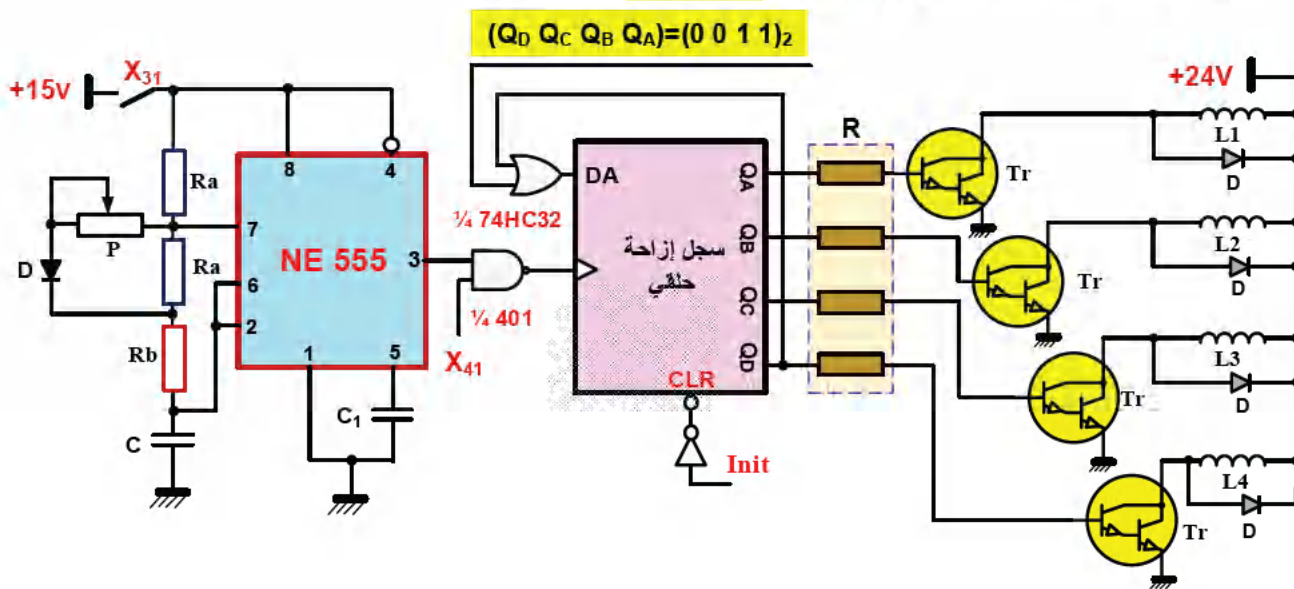 (QD QC QB QA)=(0 0 1 1)2
+15v
X31
+24V
R
L1
D
Tr
Ra
8
4
DA
QA
¼ 74HC32
7
P
NE 555
3
D
Ra
6
2
¼ 401
X41
سجل إزاحة
حلقي
QB
QC
QD
CLR
L2
D
Tr
Rb
1
5
C
C1
Init
L3
D
Tr
L4
D
Tr